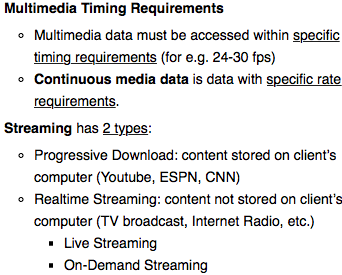 Multimedia Timing Requirements
Multimedia data must be accessed within specific
timing requirements (for e.g. 24-30 fps)
Continuous media data is data with specific rate
requirements.
Streaming has 2 types:
Progressive Download: content stored on client's
computer (Youtube, ESPN, CNN)
Realtime Streaming: content not stored on client's
computer (TV broadcast, Internet Radio, etc.)
Live Streaming
On-Demand Streaming